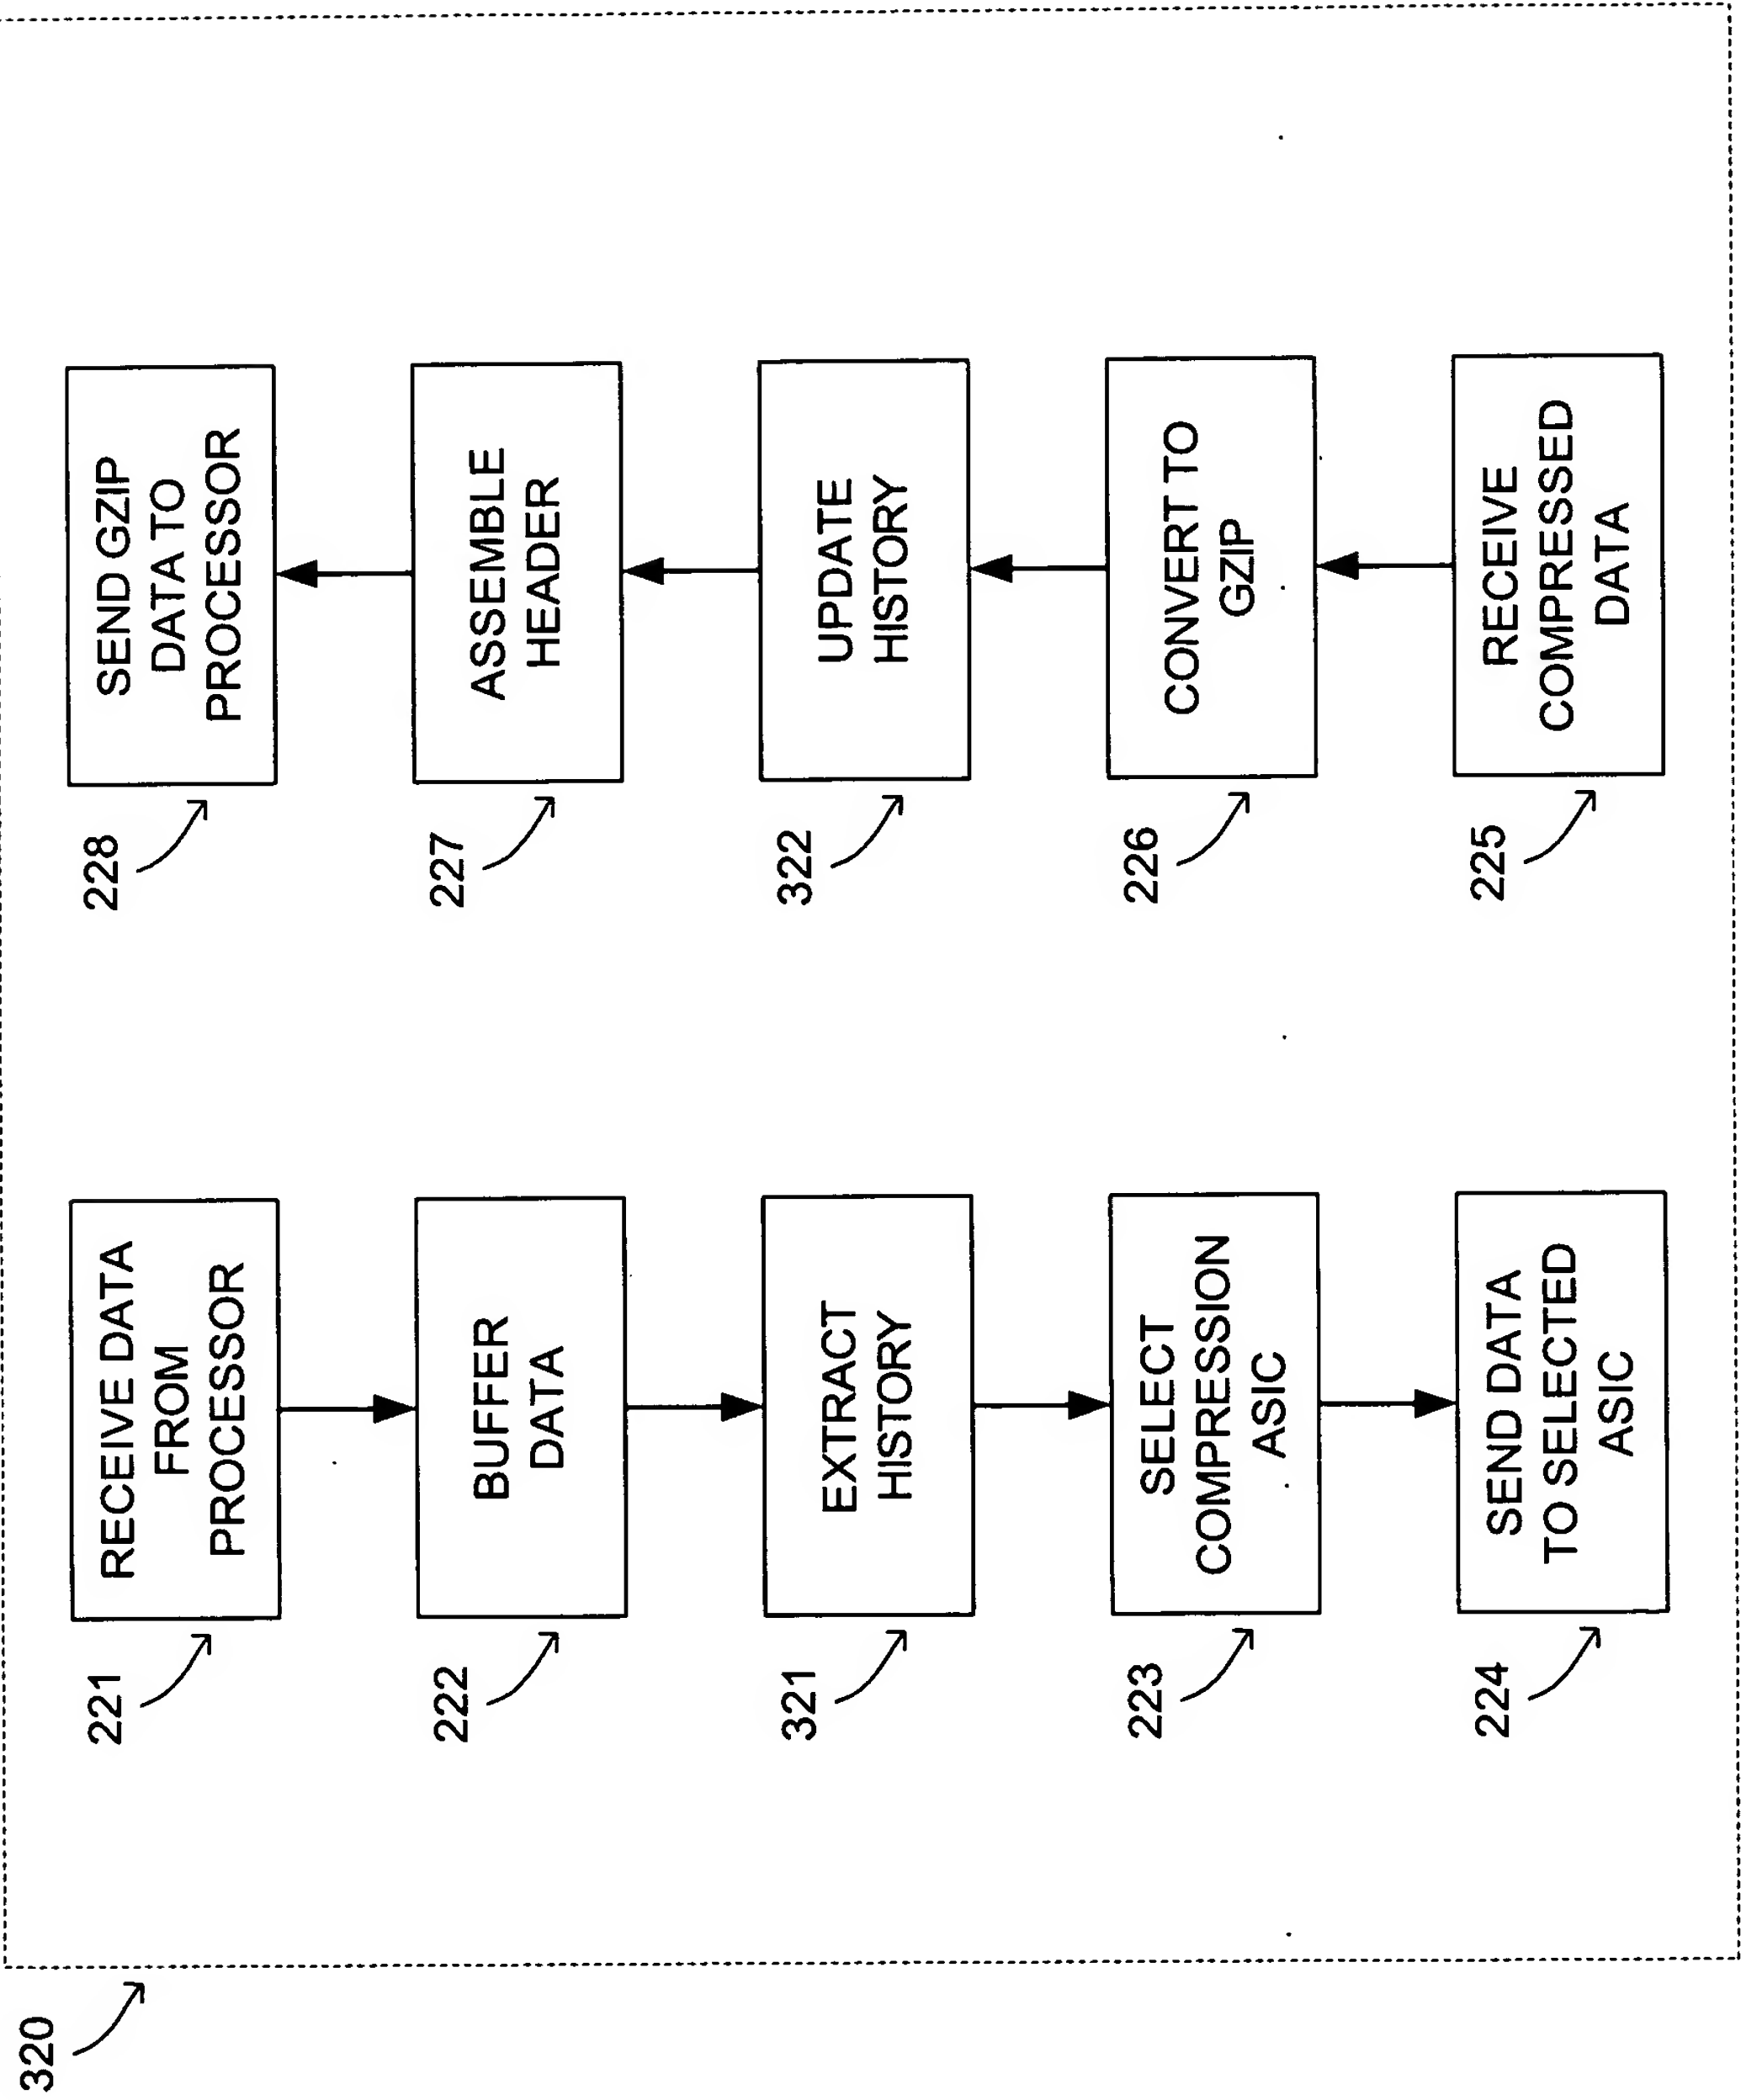 320
221
RECEIVE DATA
FROM
PROCESSOR
228
SEND GZIP
DATA TO
PROCESSOR
222
BUFFER
DATA
227
ASSEMBLE
HEADER
321
EXTRACT
HISTORY
322
UPDATE
HISTORY
223
SELECT
COMPRESSION
ASIC
226
CONVERT TO
GZIP
224
SEND DATA
TO SELECTED
ASIC
225
RECEIVE
COMPRESSED
DATA